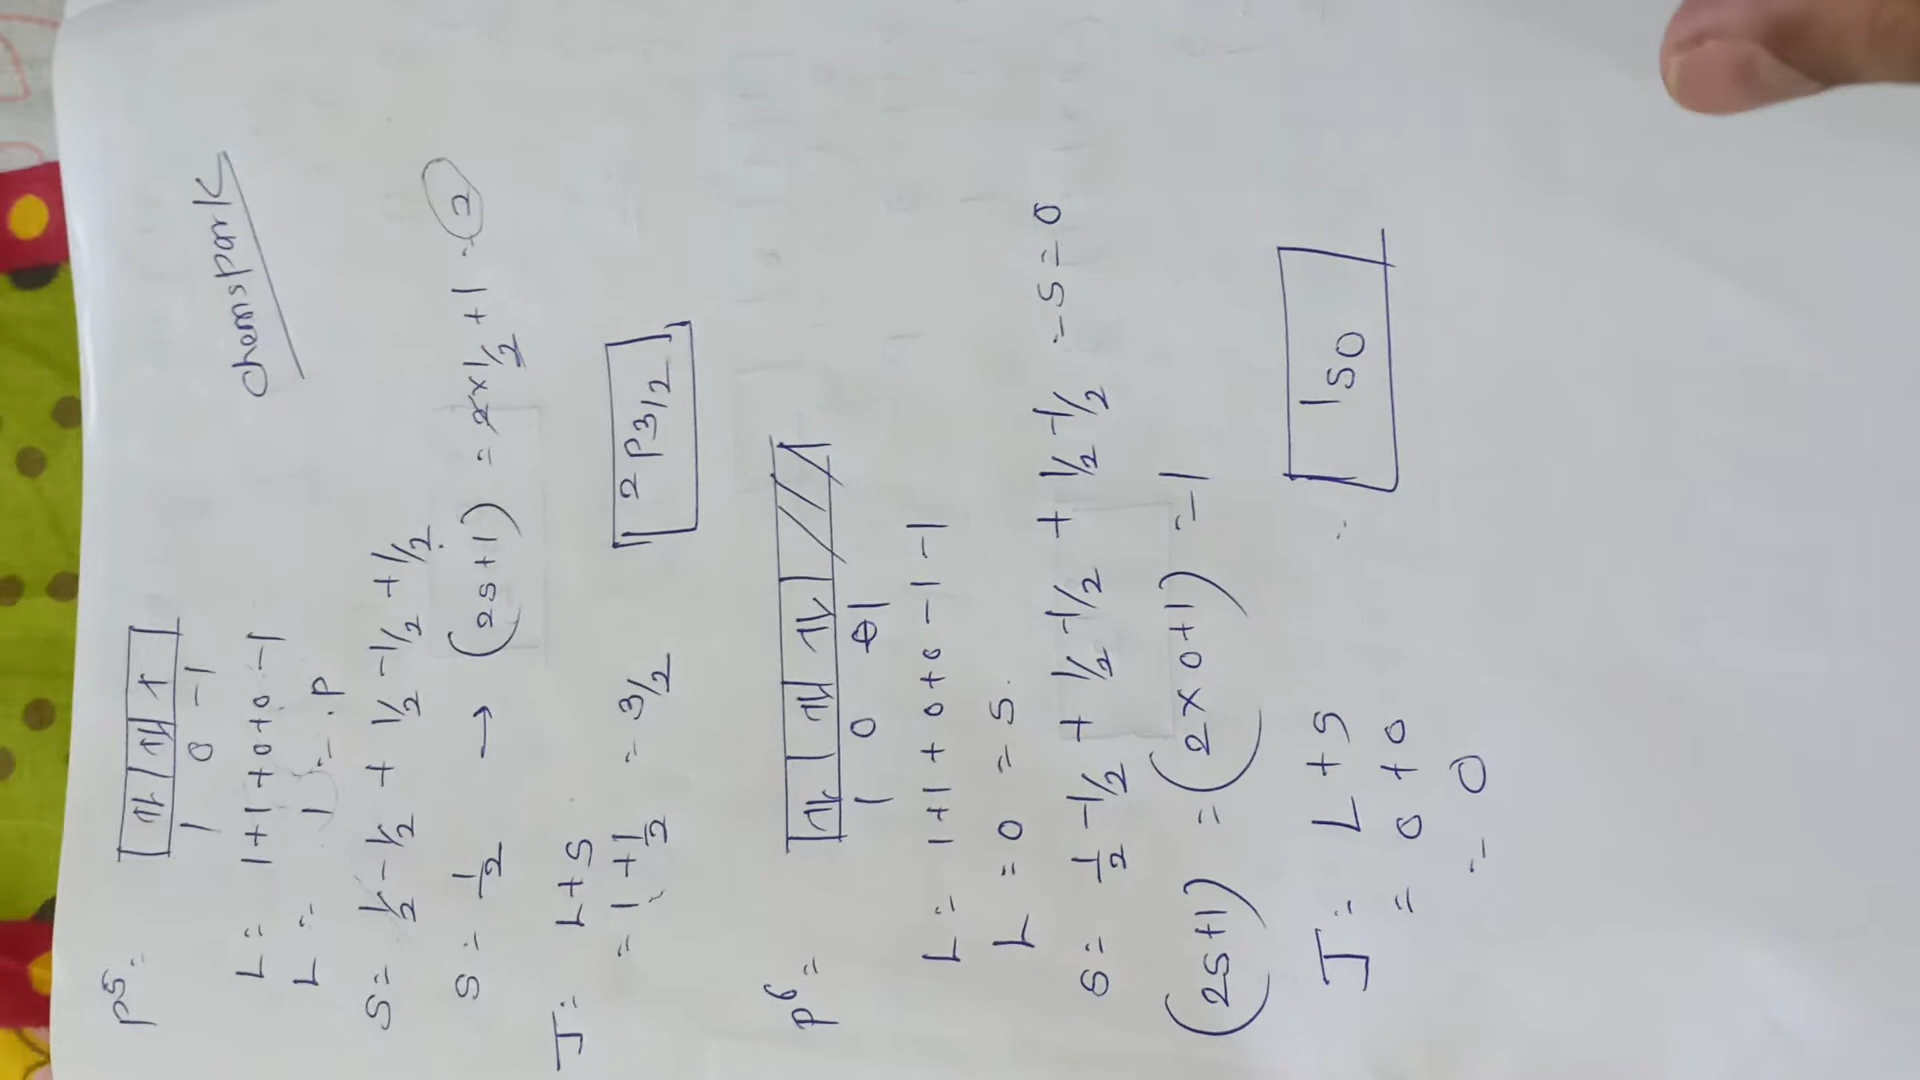 chemspark
p⁵ =
1 0 -1
L = 1+1+0+0-1
L = 1 = P
S = 1/2 - 1/2 + 1/2 - 1/2 + 1/2
S = 1/2 → (2S+1) = 2×1/2 + 1 = 2
J = L+S
= 1 + 1/2 = 3/2
²P3/2
p⁶ =
1 0 -1
L = 1+1+0+0-1-1
L = 0 = S
S = 1/2 - 1/2 + 1/2 - 1/2 + 1/2 - 1/2 = S = 0
(2S+1) = (2×0+1) = 1
J = L+S
= 0+0
= 0
¹S0